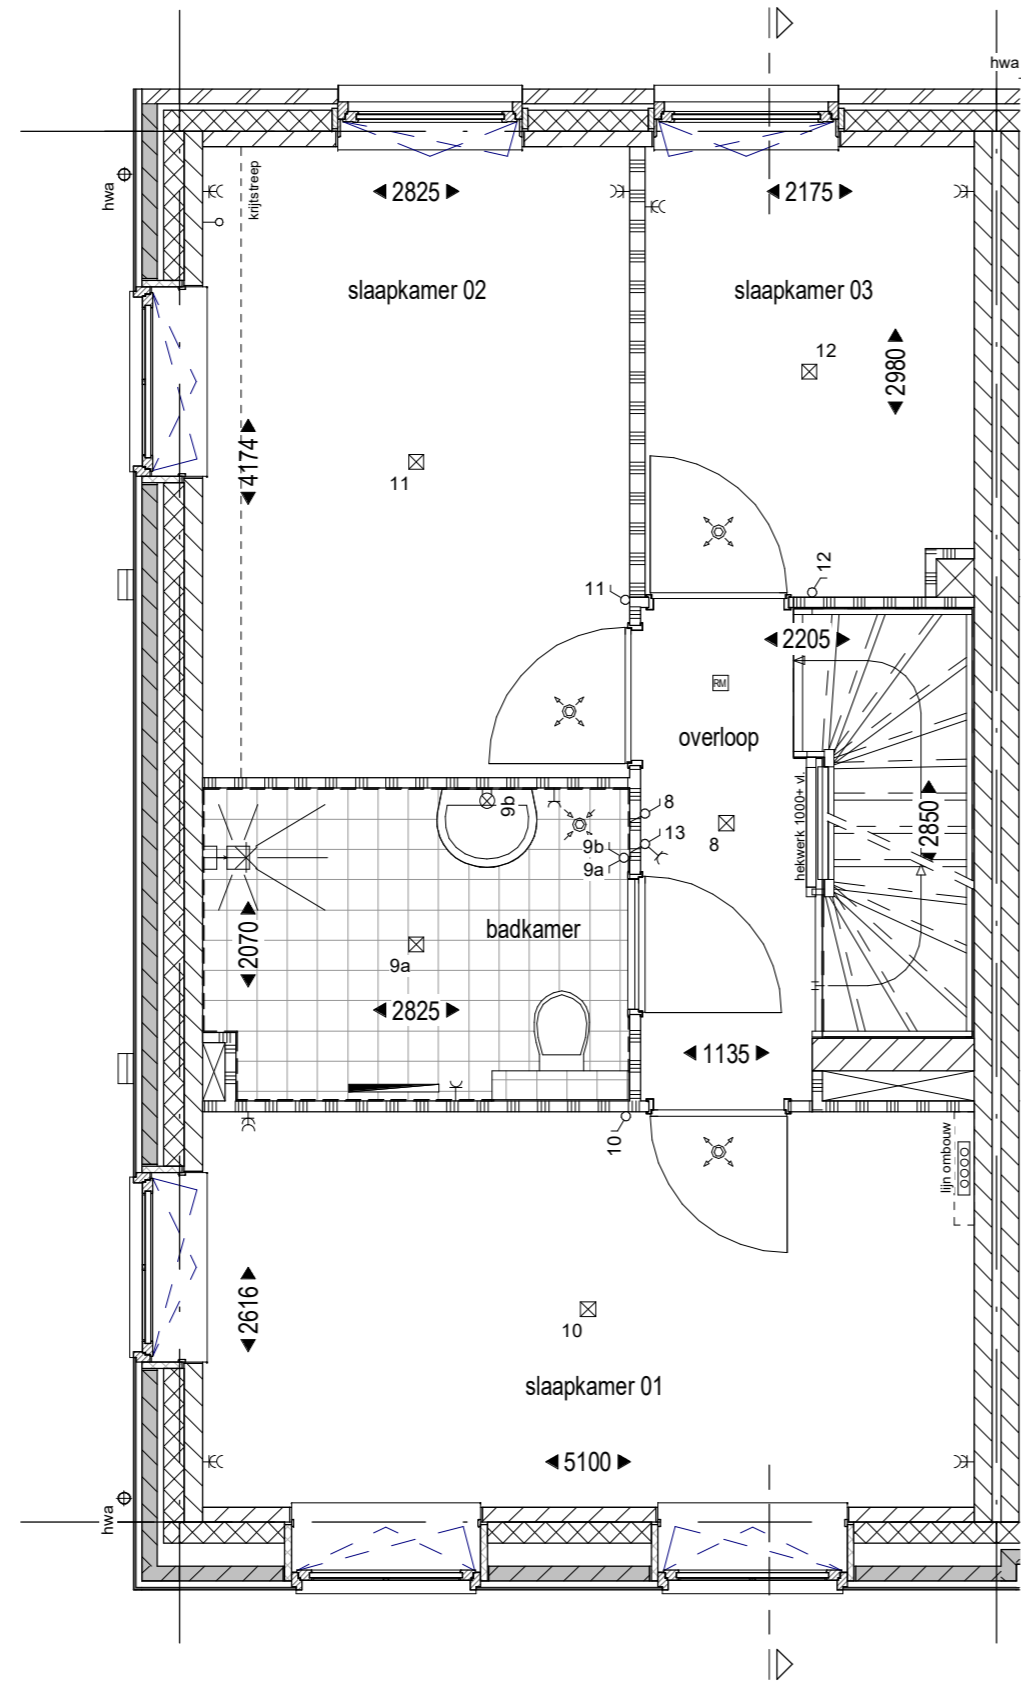 hwa
hwa
krijtstreep
2825
2175
slaapkamer 02
slaapkamer 03
12
2980
4174
11
11
12
2205
RM
overloop
hekwerk 1000+ vl.
2850
9b
8
13
9b
9a
8
badkamer
2070
9a
2825
1135
10
lijn ombouw
2616
10
slaapkamer 01
5100
hwa